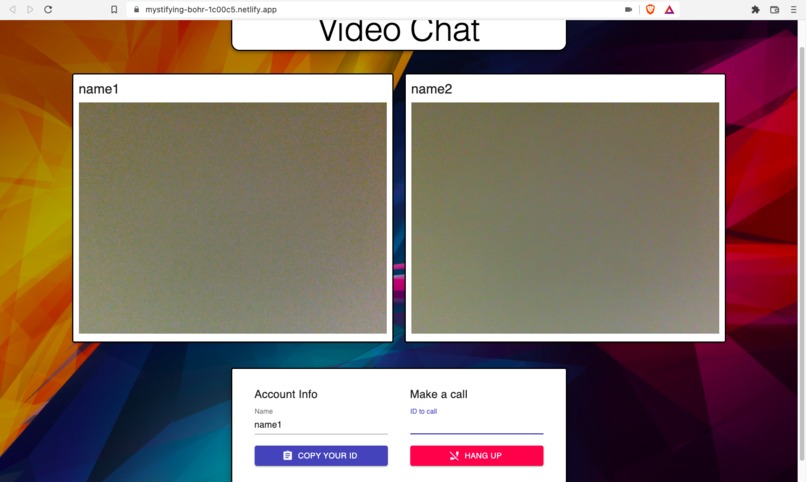 mystifying-bohr-1c00c5.netlify.app
Video Chat
name1
name2
Account Info
Name
name1
COPY YOUR ID
Make a call
ID to call
HANG UP